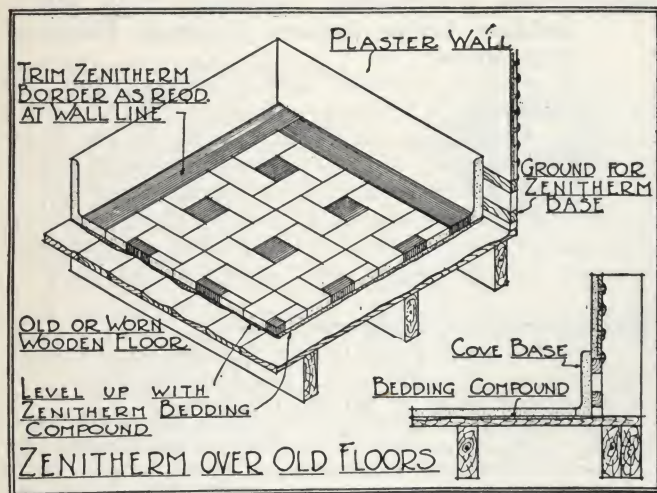 PLASTER WALL
TRIM ZENITHERM
BORDER AS REQD.
AT WALL LINE
GROUND FOR
ZENITHERM
BASE
OLD OR WORN
WOODEN FLOOR
COVE BASE
LEVEL UP WITH
ZENITHERM BEDDING
COMPOUND
BEDDING COMPOUND
ZENITHERM OVER OLD FLOORS